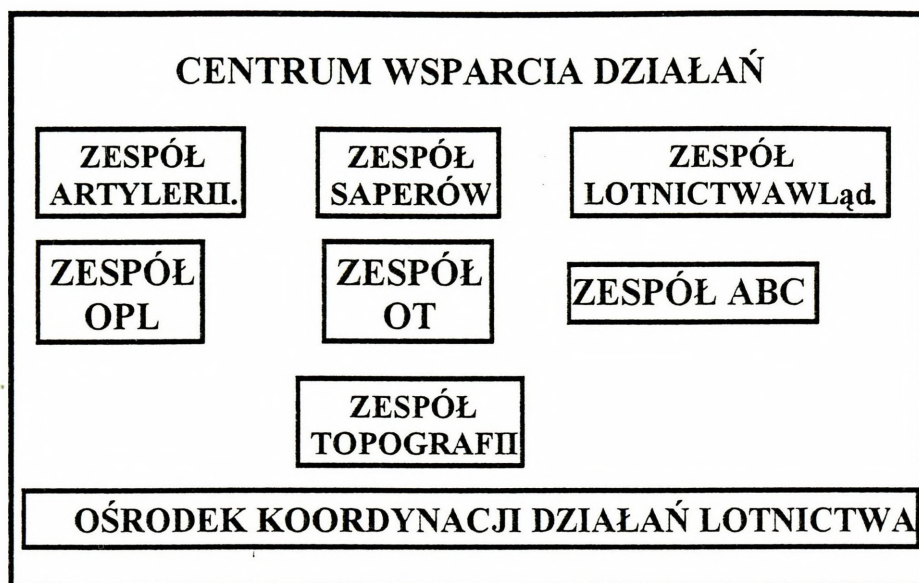 CENTRUM WSPARCIA DZIAŁAŃ
ZESPÓŁ
ARTYLERII.
ZESPÓŁ
SAPERÓW
ZESPÓŁ
LOTNICTWAWLąd.
ZESPÓŁ
OPL
ZESPÓŁ
OT
ZESPÓŁ ABC
ZESPÓŁ
TOPOGRAFII
OŚRODEK KOORDYNACJI DZIAŁAŃ LOTNICTWA